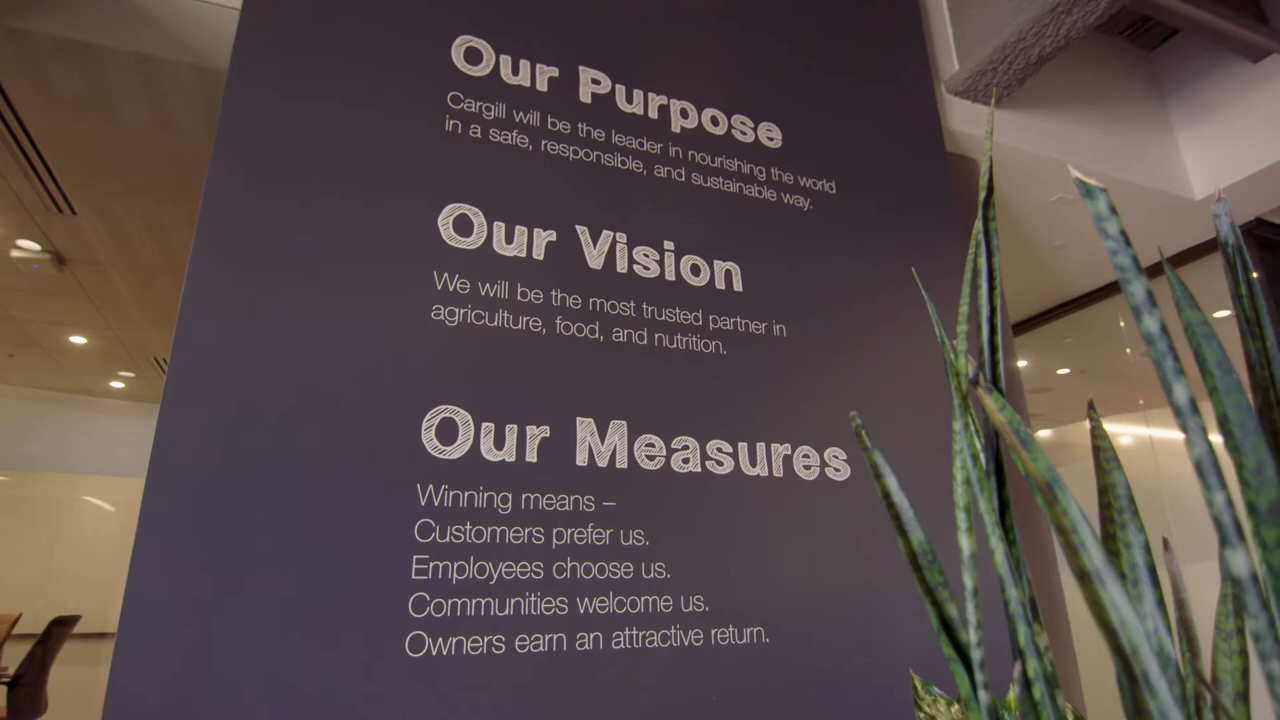 Our Purpose
Cargill will be the leader in nourishing the world
in a safe, responsible, and sustainable way.
Our Vision
We will be the most trusted partner in
agriculture, food, and nutrition.
Our Measures
Winning means –
Customers prefer us.
Employees choose us.
Communities welcome us.
Owners earn an attractive return.